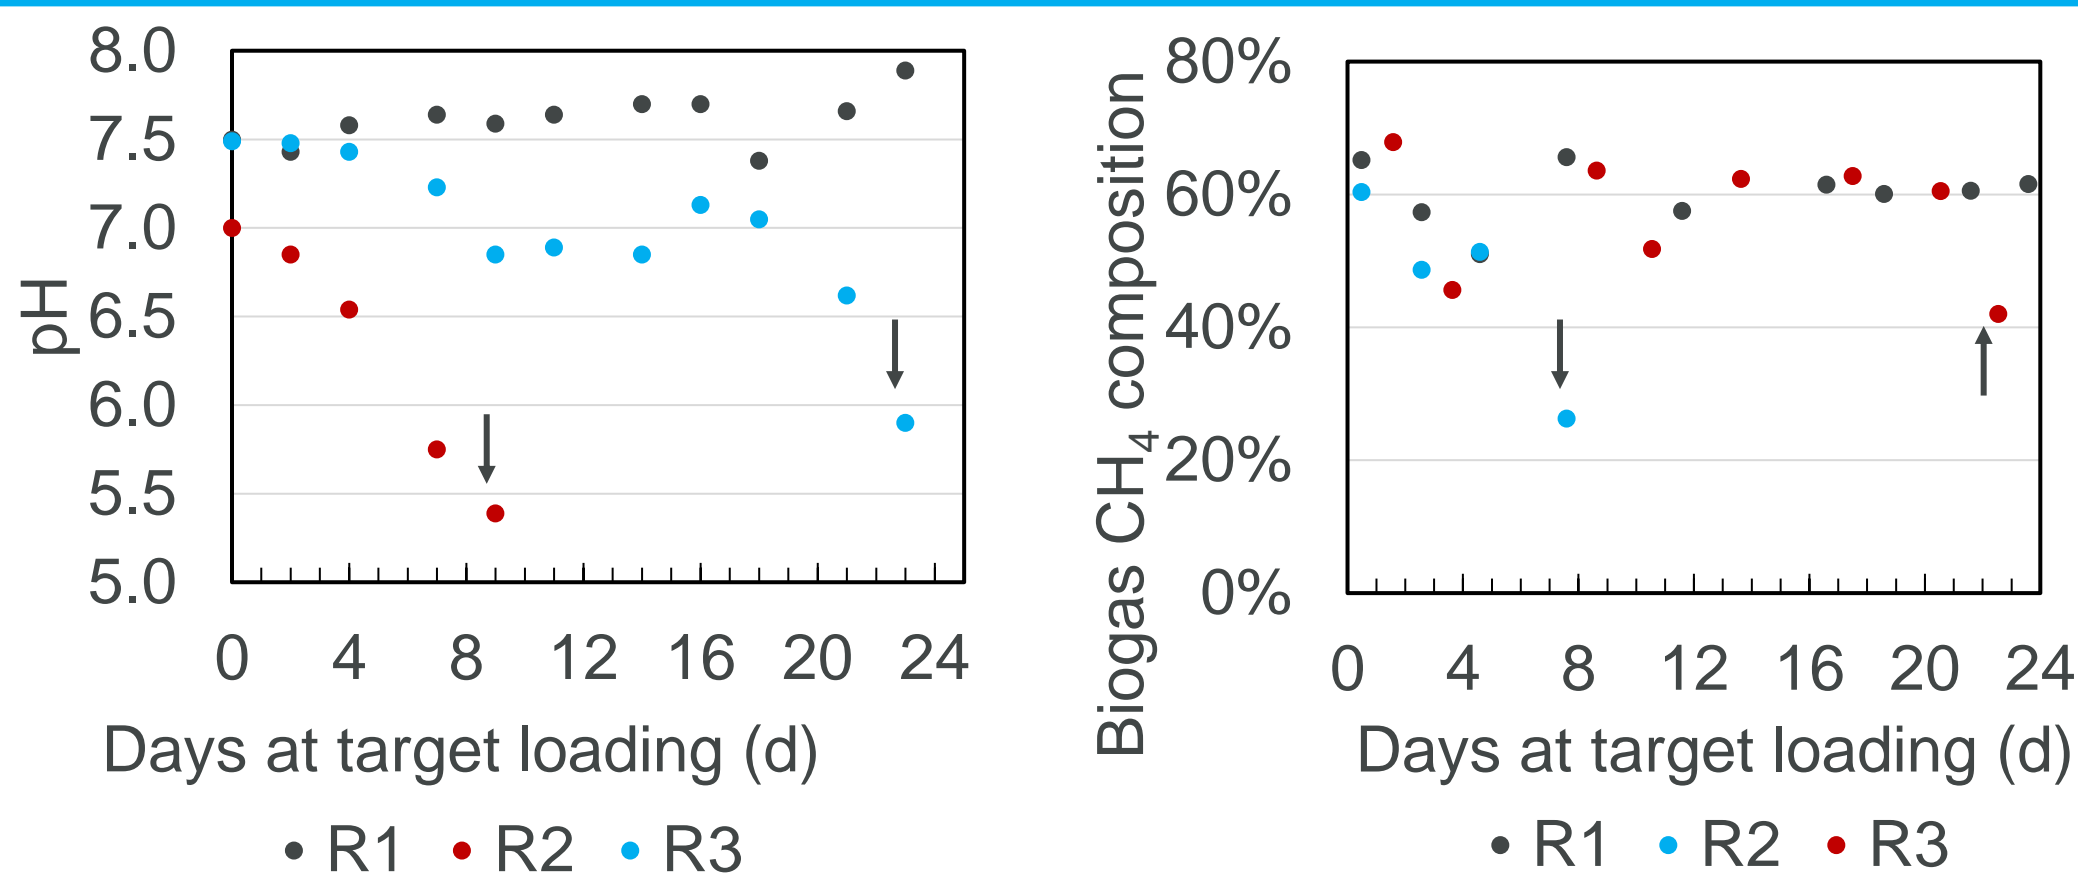 pH
8.0
7.5
7.0
6.5
6.0
5.5
5.0
0 4 8 12 16 20 24
Days at target loading (d)
R1 R2 R3
Biogas CH₄ composition
80%
60%
40%
20%
0%
0 4 8 12 16 20 24
Days at target loading (d)
R1 R2 R3